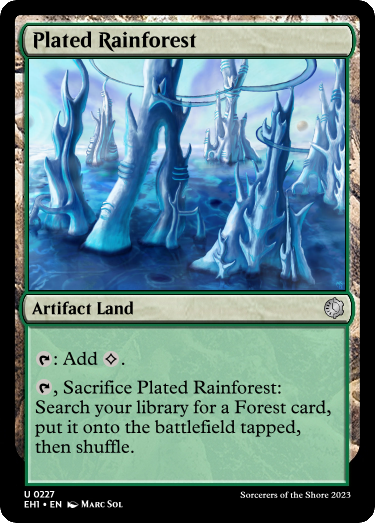 Plated Rainforest
Artifact Land
: Add .
, Sacrifice Plated Rainforest:
Search your library for a Forest card,
put it onto the battlefield tapped,
then shuffle.
U 0227
EH1 • EN Marc Sol
Sorcerers of the Shore 2023